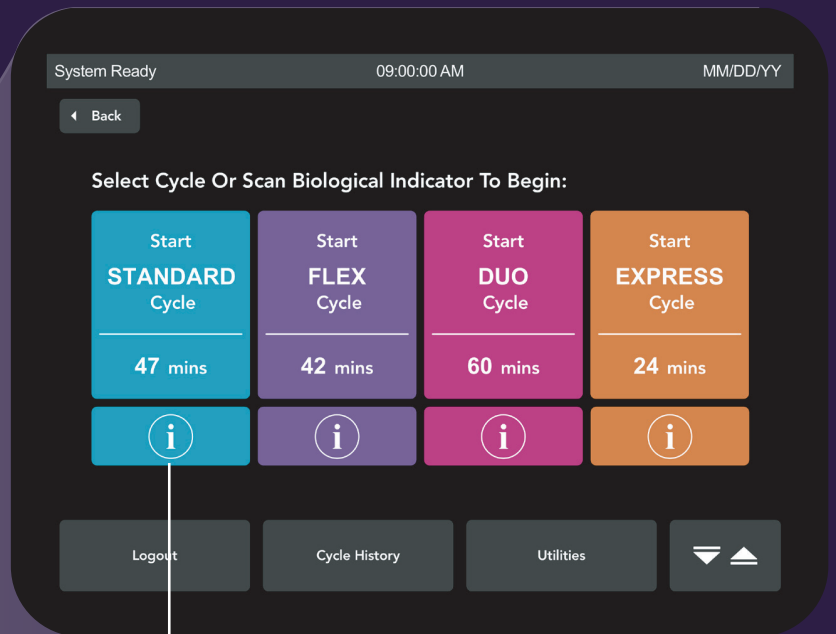 System Ready 09:00:00 AM MM/DD/YY
Back
Select Cycle Or Scan Biological Indicator To Begin:
Start
STANDARD
Cycle
47 mins
i
Start
FLEX
Cycle
42 mins
i
Start
DUO
Cycle
60 mins
i
Start
EXPRESS
Cycle
24 mins
i
Logout
Cycle History
Utilities